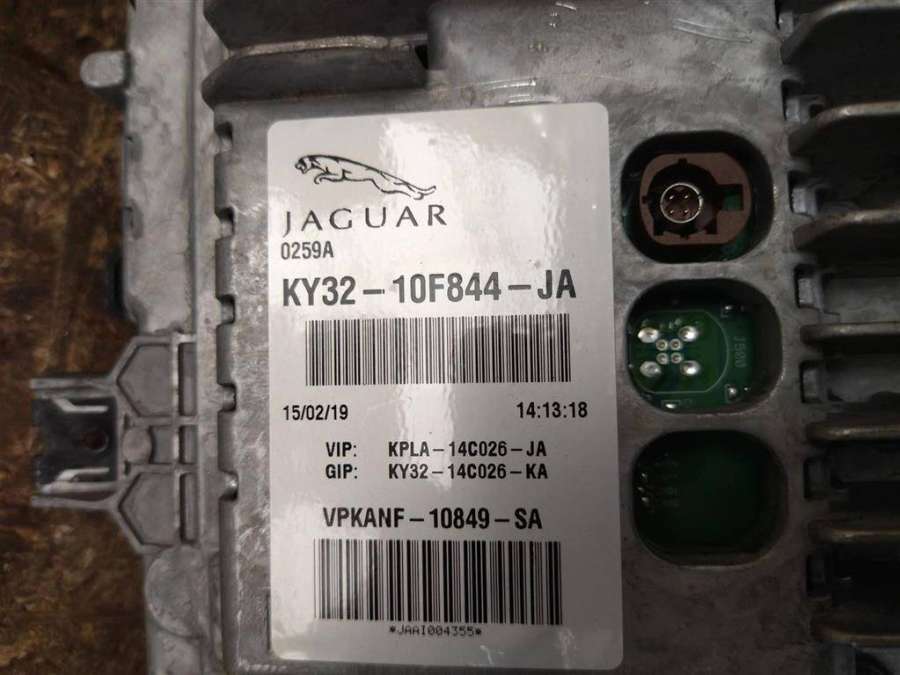 JAGUAR
0259A
KY32-10F844-JA
15/02/19 14:13:18
VIP: KPLA-14C026-JA
GIP: KY32-14C026-KA
VPKANF-10849-SA
*JAAI004355*
J500